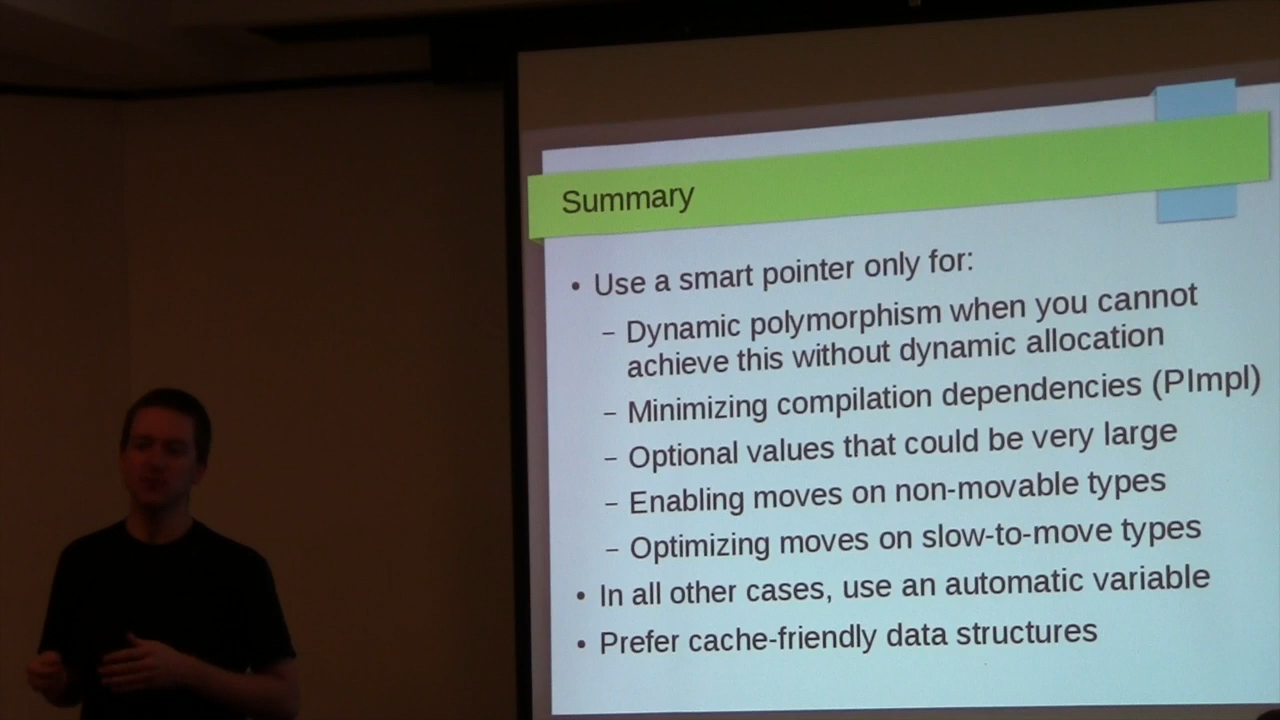 Summary
• Use a smart pointer only for:
– Dynamic polymorphism when you cannot
achieve this without dynamic allocation
– Minimizing compilation dependencies (PImpl)
– Optional values that could be very large
– Enabling moves on non-movable types
– Optimizing moves on slow-to-move types
• In all other cases, use an automatic variable
• Prefer cache-friendly data structures